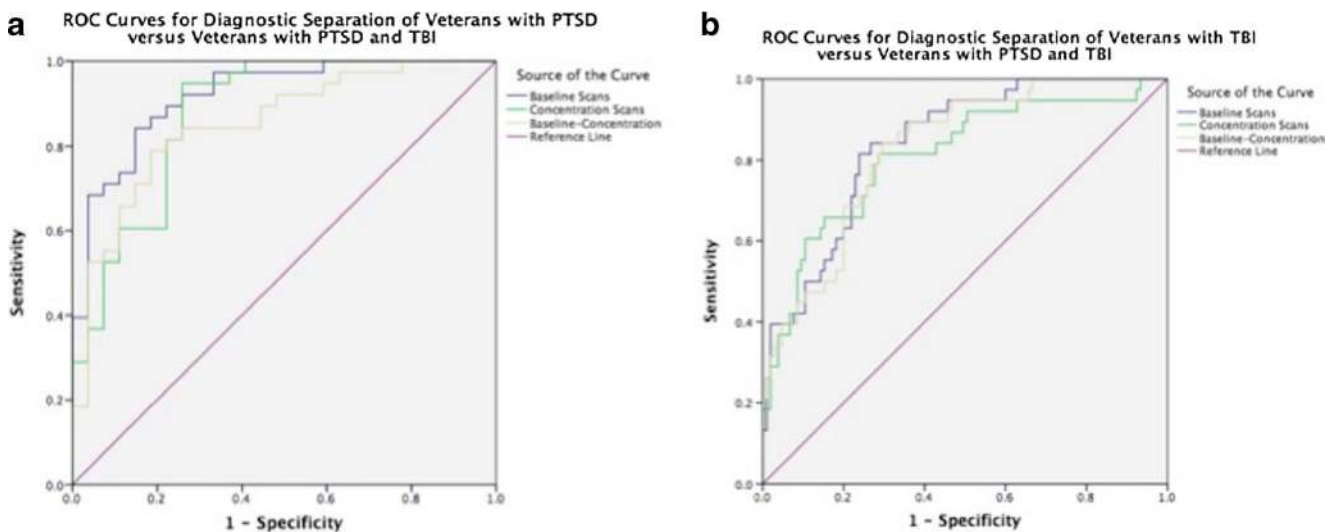 a
ROC Curves for Diagnostic Separation of Veterans with PTSD
versus Veterans with PTSD and TBI
1.0
0.8
0.6
0.4
0.2
0.0
0.0 0.2 0.4 0.6 0.8 1.0
Sensitivity
1 - Specificity
Source of the Curve
Baseline Scans
Concentration Scans
Baseline-Concentration
Reference Line
b
ROC Curves for Diagnostic Separation of Veterans with TBI
versus Veterans with PTSD and TBI
1.0
0.8
0.6
0.4
0.2
0.0
0.0 0.2 0.4 0.6 0.8 1.0
Sensitivity
1 - Specificity
Source of the Curve
Baseline Scans
Concentration Scans
Baseline-Concentration
Reference Line